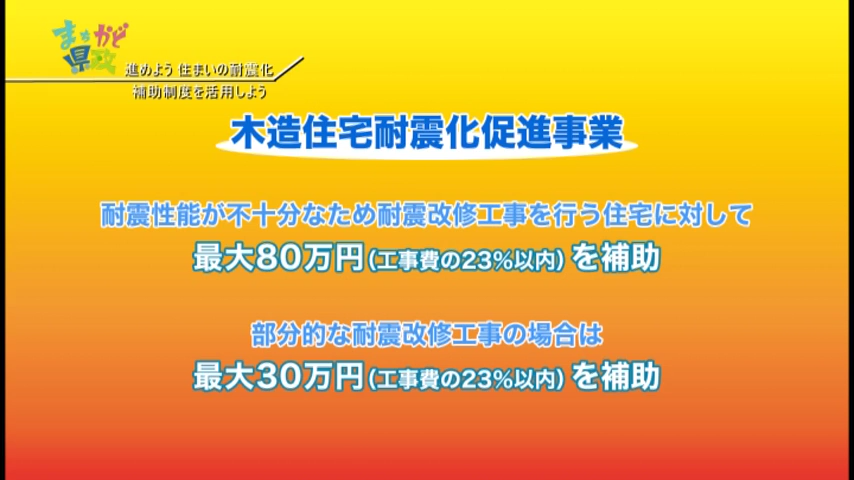 まちかど
県政
進めよう 住まいの耐震化
補助制度を活用しよう
木造住宅耐震化促進事業
耐震性能が不十分なため耐震改修工事を行う住宅に対して
最大80万円(工事費の23%以内)を補助
部分的な耐震改修工事の場合は
最大30万円(工事費の23%以内)を補助